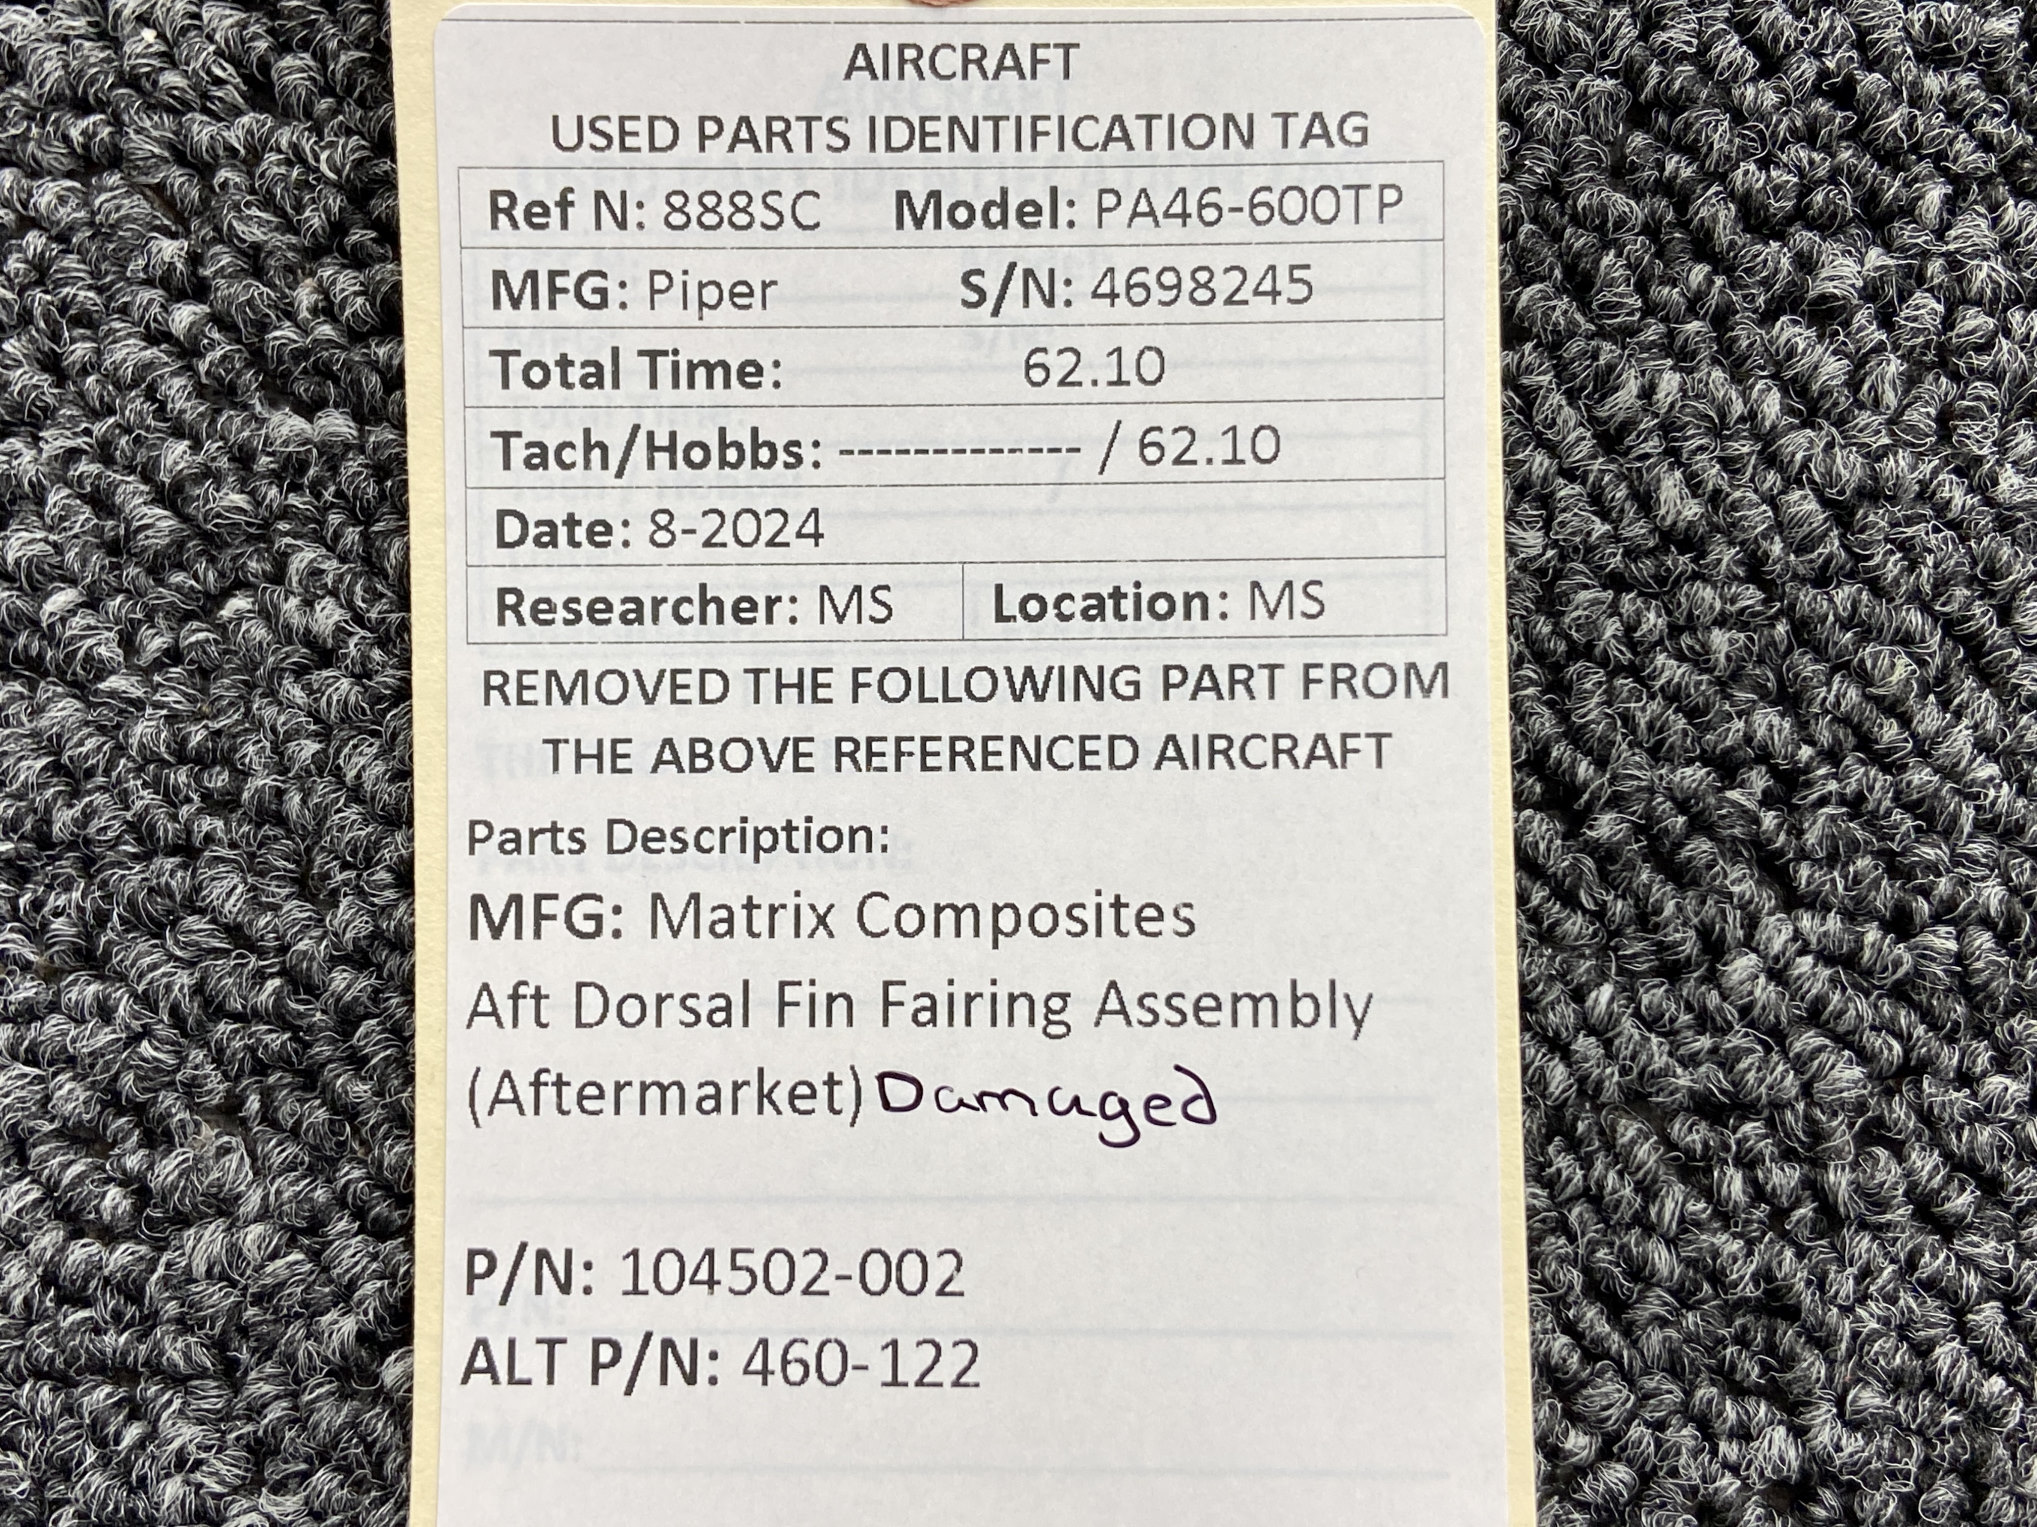 AIRCRAFT
USED PARTS IDENTIFICATION TAG
Ref N: 888SC Model: PA46-600TP
MFG: Piper S/N: 4698245
Total Time: 62.10
Tach/Hobbs: ------------- / 62.10
Date: 8-2024
Researcher: MS Location: MS
REMOVED THE FOLLOWING PART FROM
THE ABOVE REFERENCED AIRCRAFT
Parts Description:
MFG: Matrix Composites
Aft Dorsal Fin Fairing Assembly
(Aftermarket) Damaged
P/N: 104502-002
ALT P/N: 460-122
M/N: